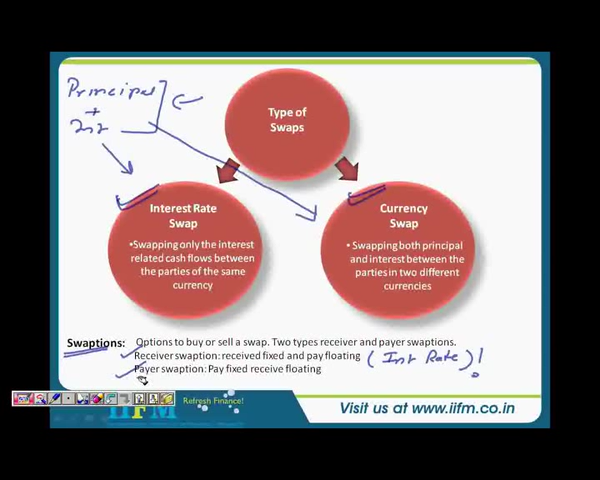 Principal
+
Int
Type of
Swaps
Interest Rate
Swap
•Swapping only the interest
related cash flows between
the parties of the same
currency
Currency
Swap
•Swapping both principal
and interest between the
parties in two different
currencies
Swaptions: Options to buy or sell a swap. Two types receiver and payer swaptions.
Receiver swaption: received fixed and pay floating (Int Rate)!
Payer swaption: Pay fixed receive floating
IIFM Refresh Finance!
Visit us at www.iifm.co.in